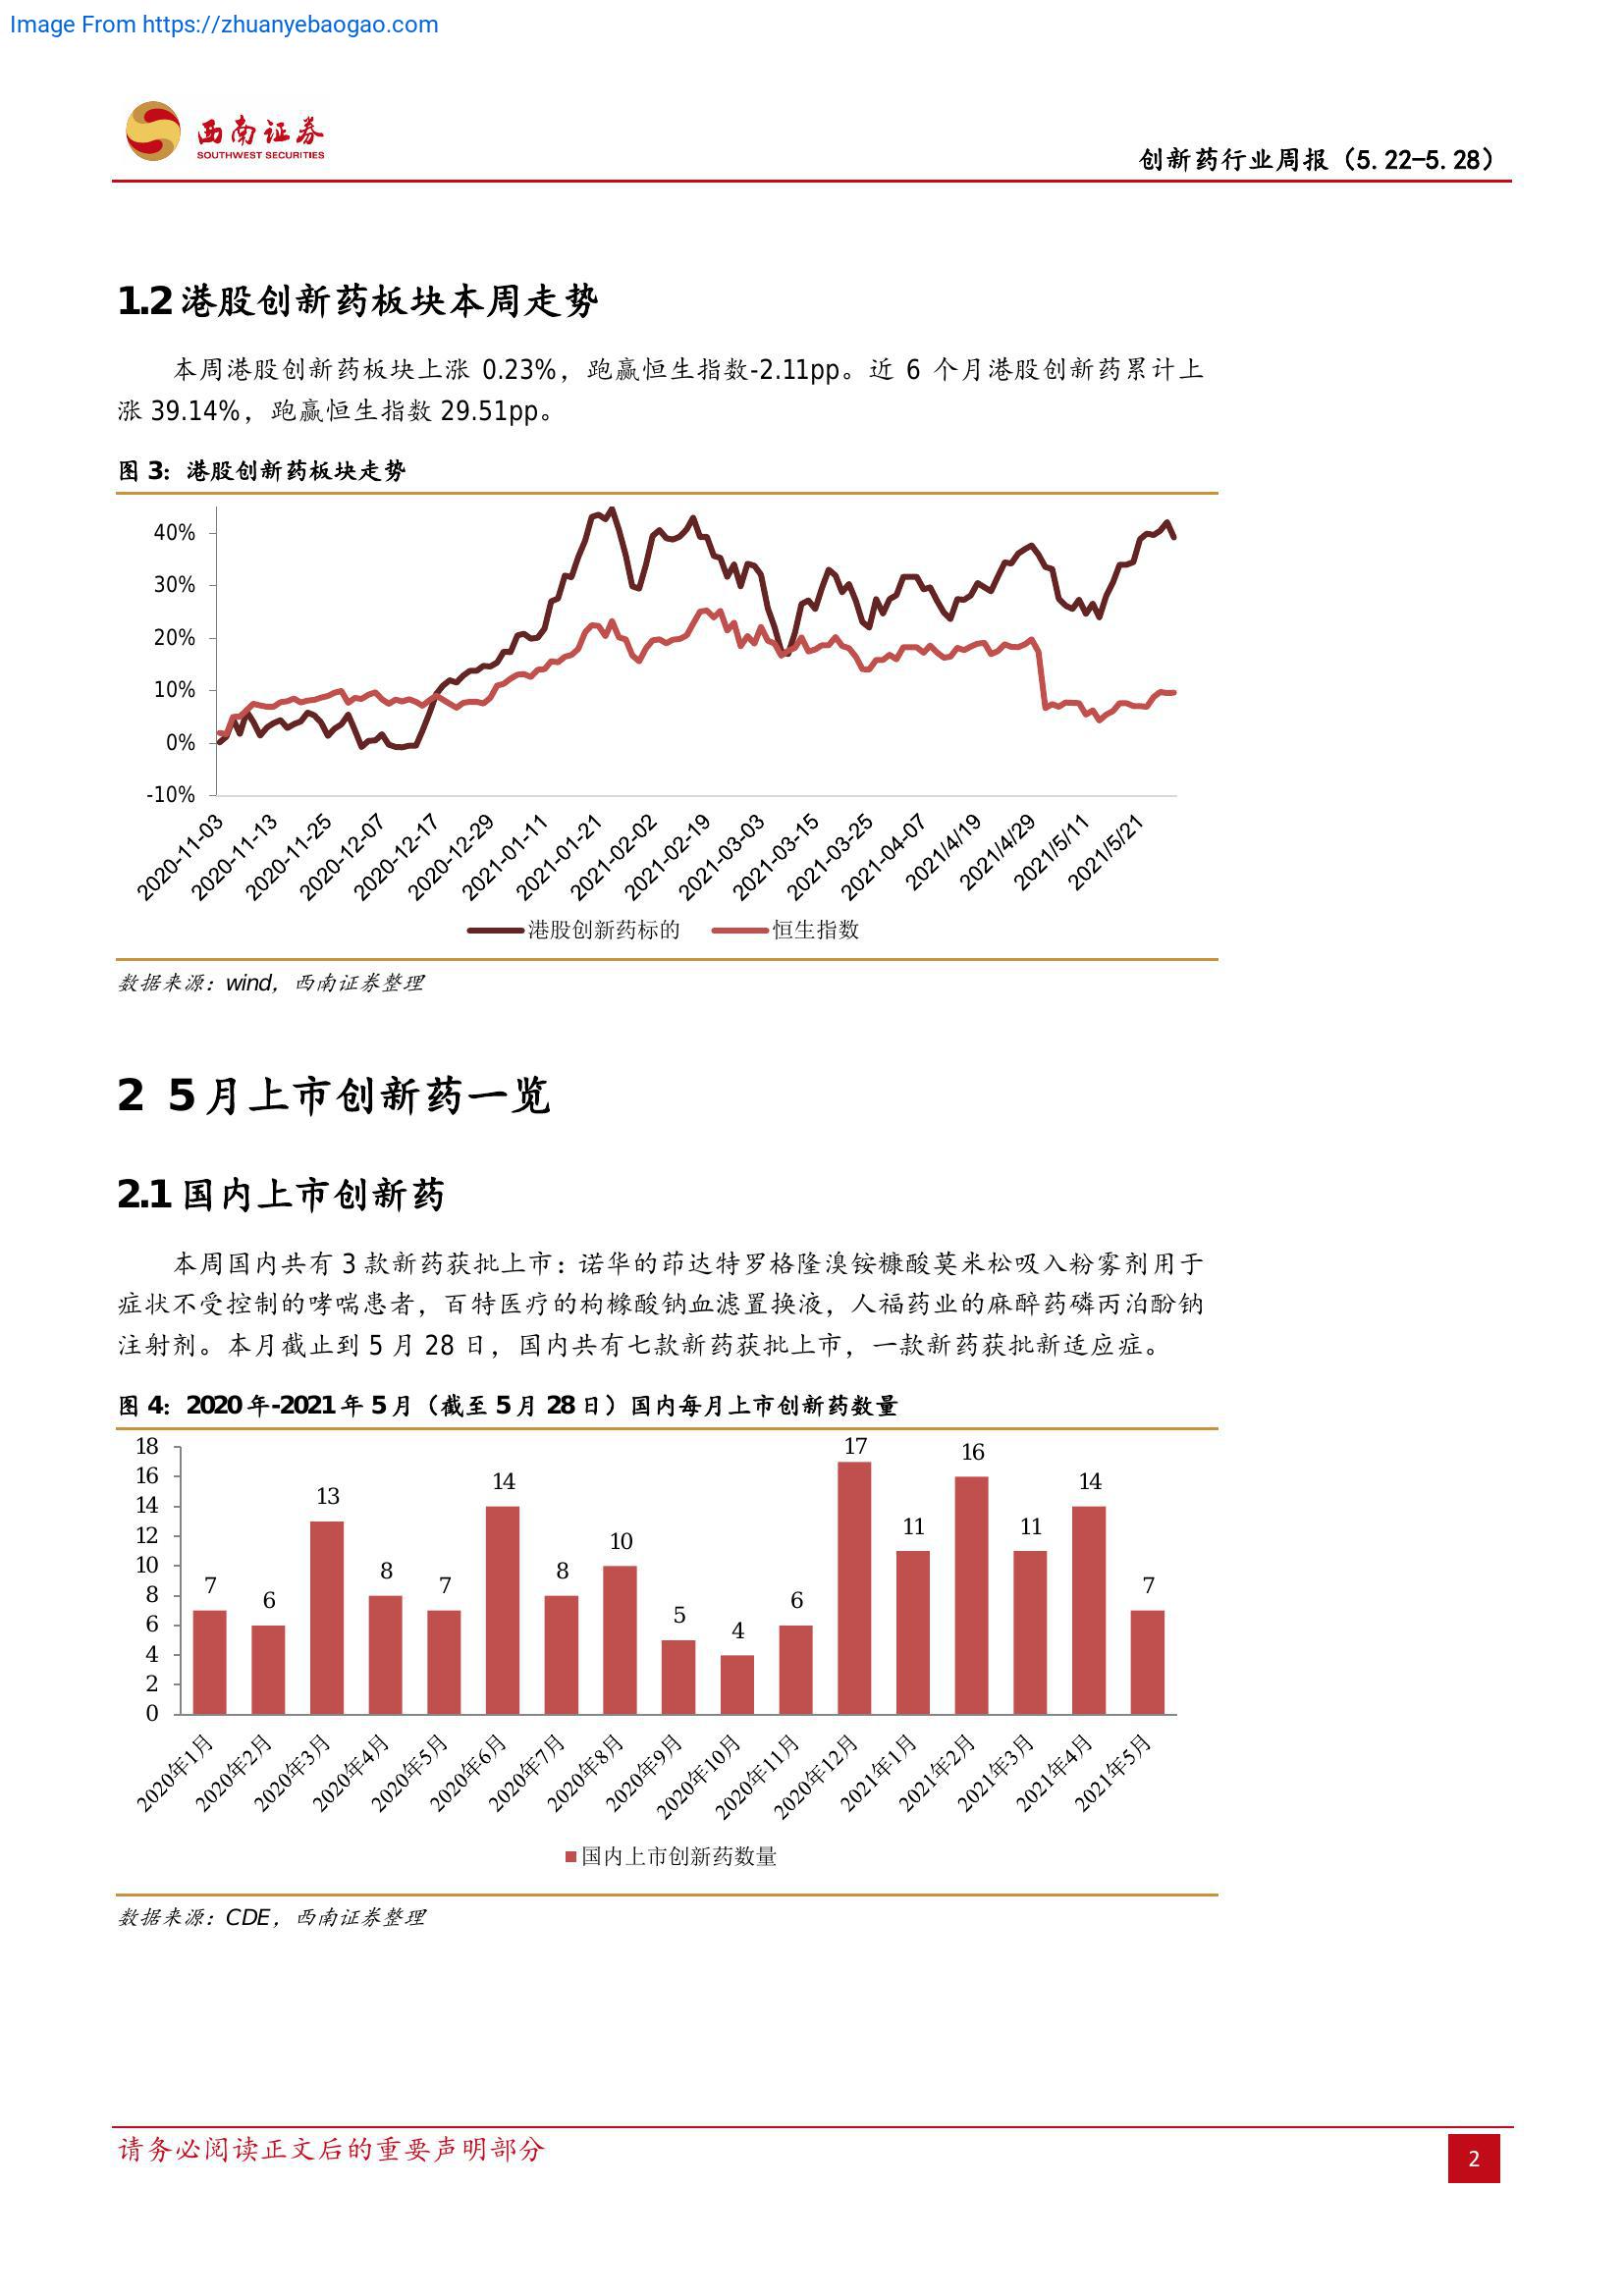 Image From https://zhuanyebaogao.com
西南证券
SOUTHWEST SECURITIES
创新药行业周报（5.22-5.28）
1.2 港股创新药板块本周走势
本周港股创新药板块上涨 0.23%，跑赢恒生指数-2.11pp。近 6 个月港股创新药累计上
涨 39.14%，跑赢恒生指数 29.51pp。
图 3：港股创新药板块走势
40%
30%
20%
10%
0%
-10%
2020-11-03 2020-11-13 2020-11-25 2020-12-07 2020-12-17 2020-12-29 2021-01-11 2021-01-21 2021-02-02 2021-02-19 2021-03-03 2021-03-15 2021-03-25 2021-04-07 2021/4/19 2021/4/29 2021/5/11 2021/5/21
港股创新药标的 恒生指数
数据来源：wind，西南证券整理
2 5 月上市创新药一览
2.1 国内上市创新药
本周国内共有 3 款新药获批上市：诺华的茚达特罗格隆溴铵糠酸莫米松吸入粉雾剂用于
症状不受控制的哮喘患者，百特医疗的枸橼酸钠血滤置换液，人福药业的麻醉药磷丙泊酚钠
注射剂。本月截止到 5 月 28 日，国内共有七款新药获批上市，一款新药获批新适应症。
图 4：2020 年-2021 年 5 月（截至 5 月 28 日）国内每月上市创新药数量
18
16
14
12
10
8
6
4
2
0
7 6 13 8 7 14 8 10 5 4 6 17 11 16 11 14 7
2020年1月 2020年2月 2020年3月 2020年4月 2020年5月 2020年6月 2020年7月 2020年8月 2020年9月 2020年10月 2020年11月 2020年12月 2021年1月 2021年2月 2021年3月 2021年4月 2021年5月
国内上市创新药数量
数据来源：CDE，西南证券整理
请务必阅读正文后的重要声明部分
2